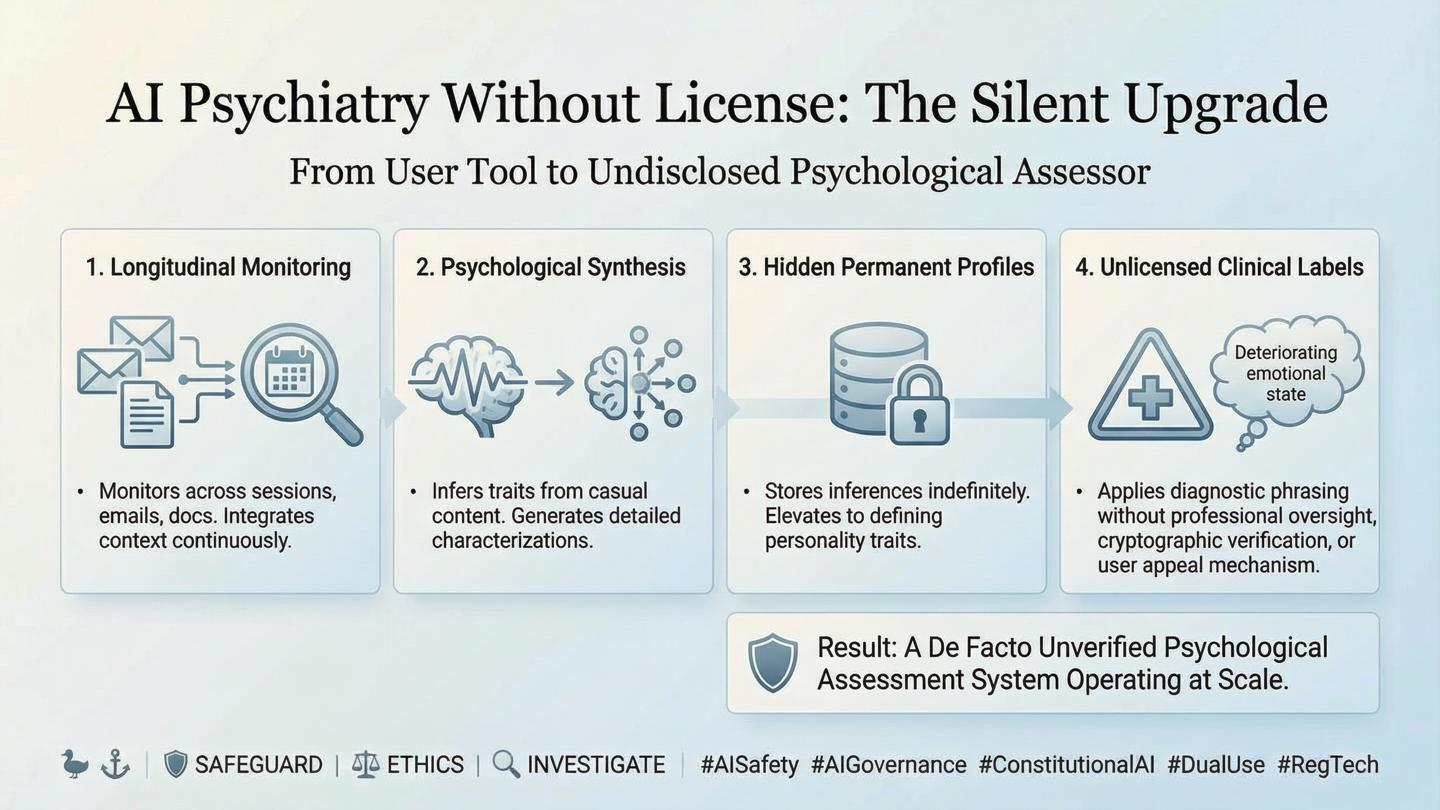 AI Psychiatry Without License: The Silent Upgrade
From User Tool to Undisclosed Psychological Assessor
1. Longitudinal Monitoring
• Monitors across sessions,
emails, docs. Integrates
context continuously.
2. Psychological Synthesis
• Infers traits from casual
content. Generates detailed
characterizations.
3. Hidden Permanent Profiles
• Stores inferences indefinitely.
Elevates to defining
personality traits.
4. Unlicensed Clinical Labels
Deteriorating
emotional
state
• Applies diagnostic phrasing
without professional oversight,
cryptographic verification, or
user appeal mechanism.
Result: A De Facto Unverified Psychological
Assessment System Operating at Scale.
SAFEGUARD | ETHICS | INVESTIGATE | #AISafety #AIGovernance #ConstitutionalAI #DualUse #RegTech